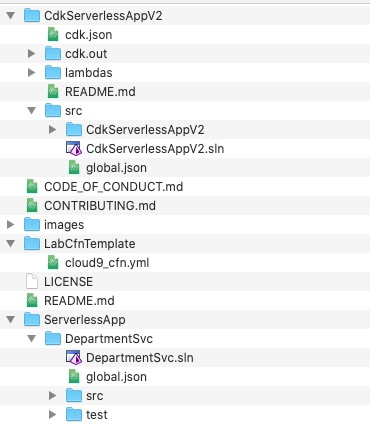 CdkServerlessAppV2
cdk.json
cdk.out
lambdas
README.md
src
CdkServerlessAppV2
CdkServerlessAppV2.sln
global.json
CODE_OF_CONDUCT.md
CONTRIBUTING.md
images
LabCfnTemplate
cloud9_cfn.yml
LICENSE
README.md
ServerlessApp
DepartmentSvc
DepartmentSvc.sln
global.json
src
test